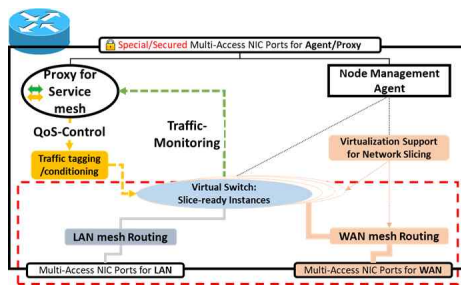 Special/Secured Multi-Access NIC Ports for Agent/Proxy
Proxy for
Service
mesh
Node Management
Agent
QoS-Control
Traffic-
Monitoring
Virtualization Support
for Network Slicing
Traffic tagging
/conditioning
Virtual Switch:
Slice-ready Instances
LAN mesh Routing
WAN mesh Routing
Multi-Access NIC Ports for LAN
Multi-Access NIC Ports for WAN